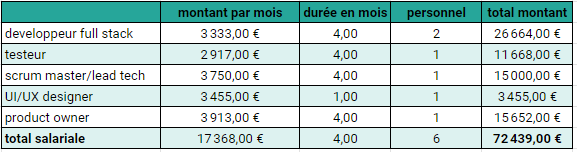 montant par mois durée en mois personnel total montant
developpeur full stack 3 333,00 € 4,00 2 26 664,00 €
testeur 2 917,00 € 4,00 1 11 668,00 €
scrum master/lead tech 3 750,00 € 4,00 1 15 000,00 €
UI/UX designer 3 455,00 € 1,00 1 3 455,00 €
product owner 3 913,00 € 4,00 1 15 652,00 €
total salariale 17 368,00 € 4,00 6 72 439,00 €